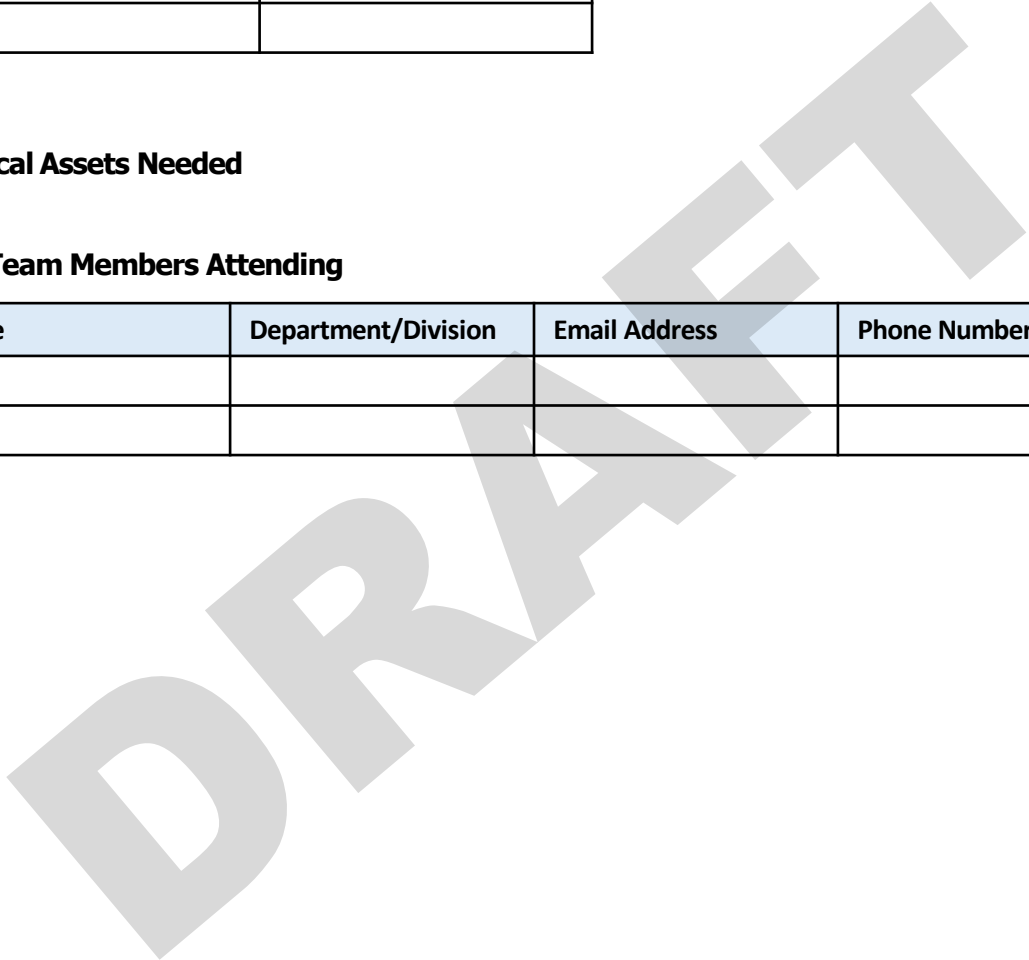 cal Assets Needed
Team Members Attending
e Department/Division Email Address Phone Number
DRAFT